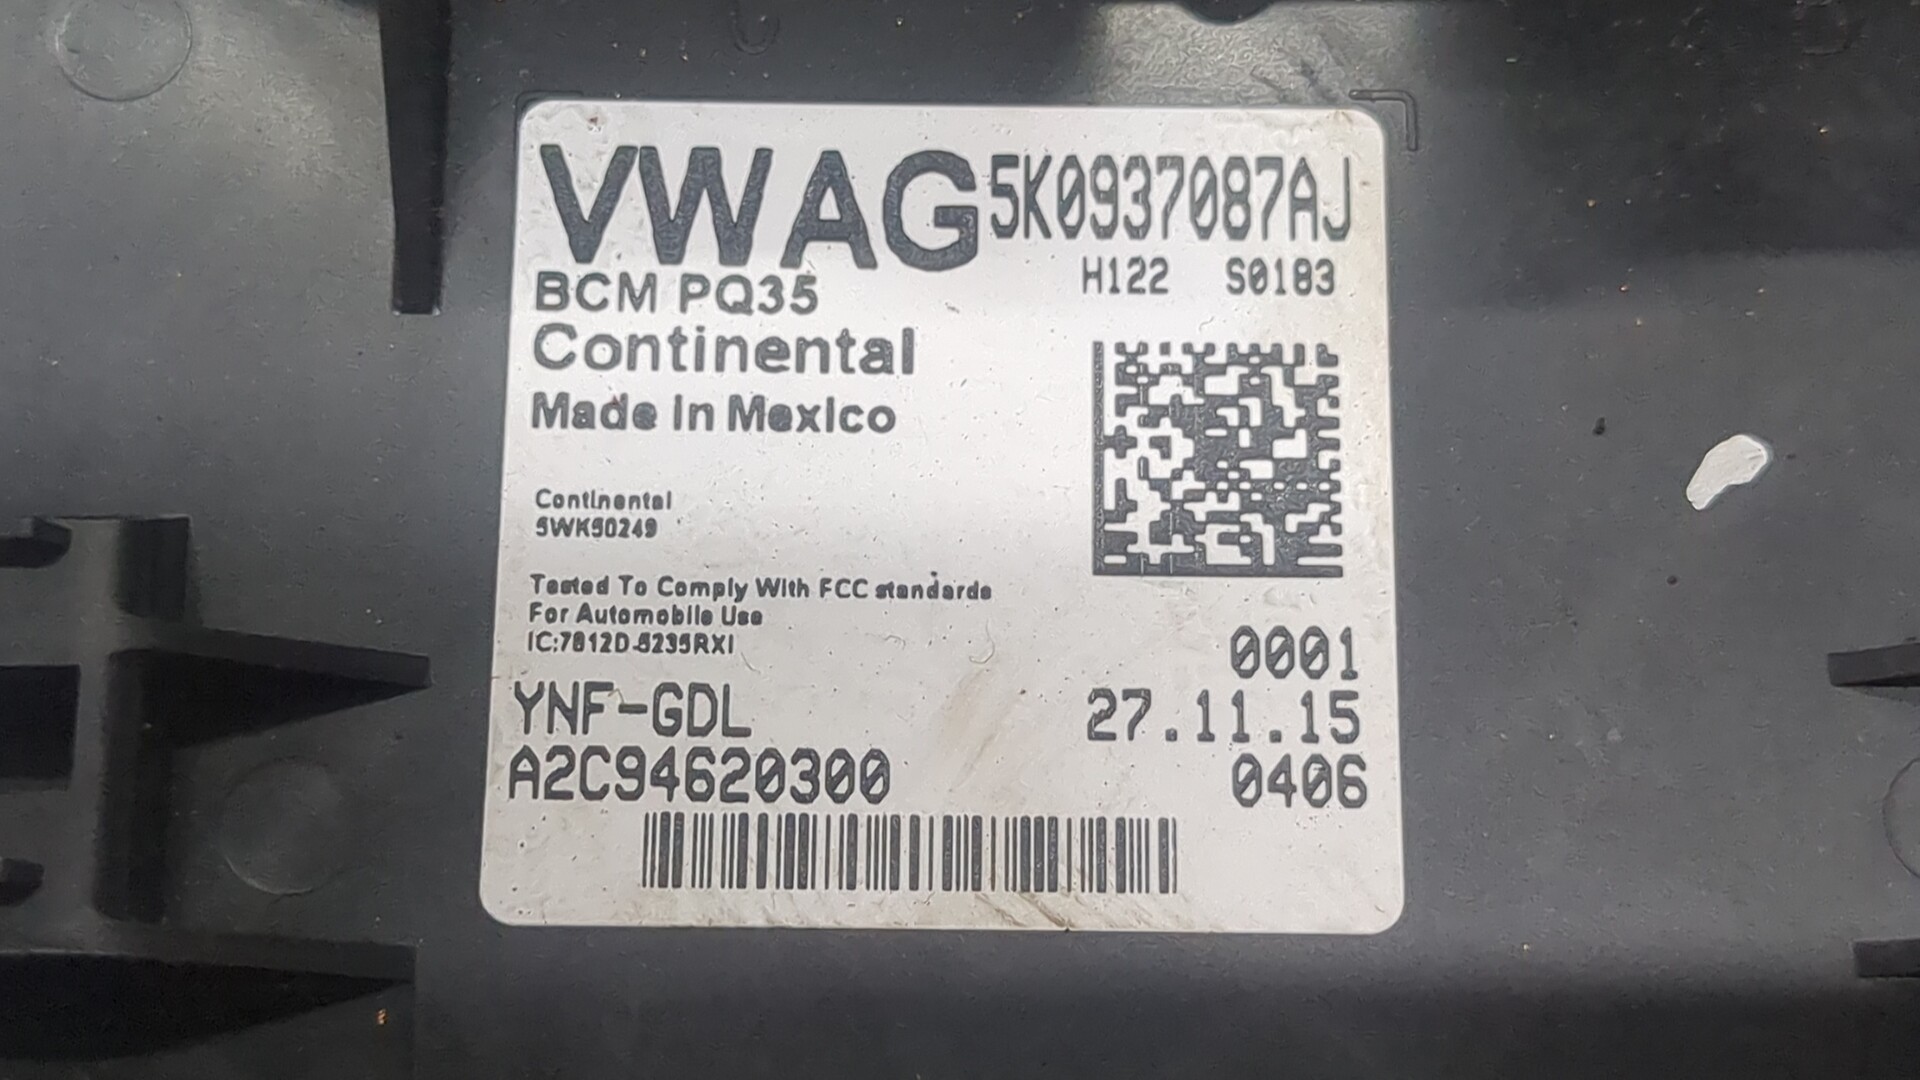 VWAG 5K0937087AJ
H122 S0183
BCM PQ35
Continental
Made In Mexico
Continental
5WK50249
Tested To Comply With FCC standards
For Automobile Use
IC:7812D-5235RXI
0001
YNF-GDL 27.11.15
A2C94620300 0406